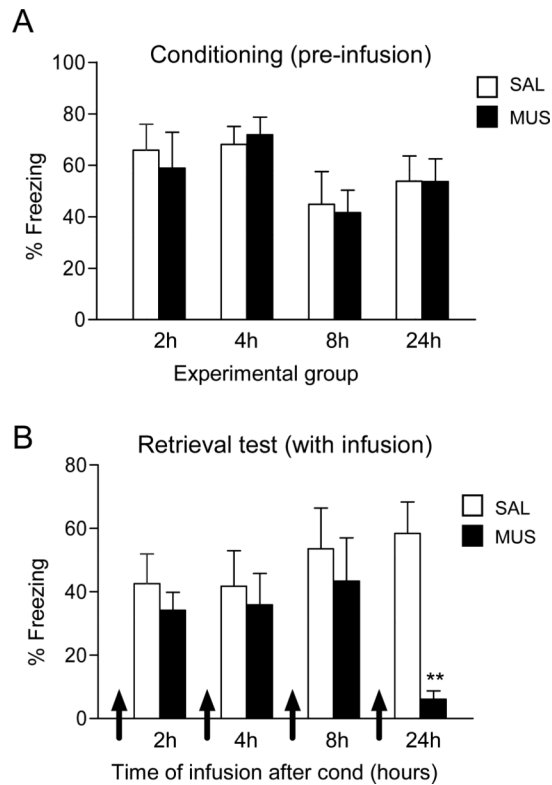 A
Conditioning (pre-infusion)
100
80
60
40
20
0
% Freezing
SAL
MUS
2h 4h 8h 24h
Experimental group
B
Retrieval test (with infusion)
80
60
40
20
0
% Freezing
SAL
MUS
**
2h 4h 8h 24h
Time of infusion after cond (hours)